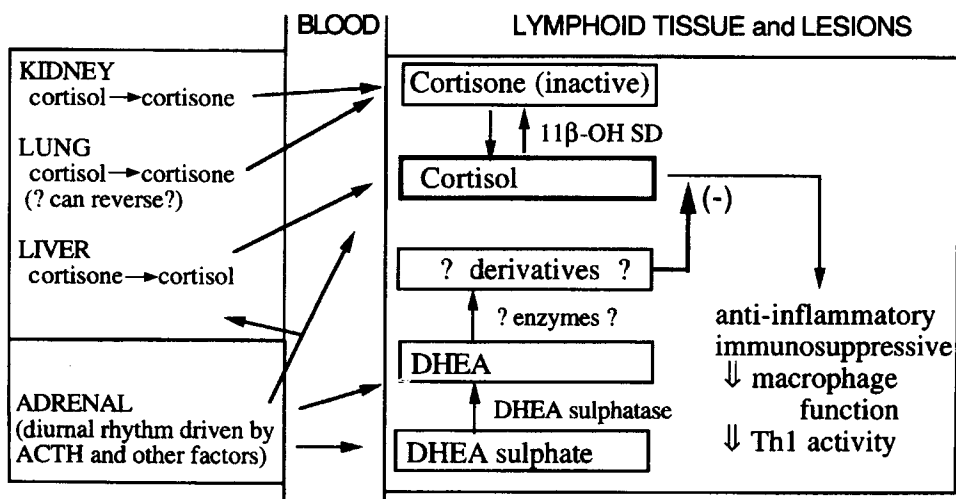 BLOOD
LYMPHOID TISSUE and LESIONS
KIDNEY
cortisol → cortisone
LUNG
cortisol → cortisone
(? can reverse?)
LIVER
cortisone → cortisol
ADRENAL
(diurnal rhythm driven by
ACTH and other factors)
Cortisone (inactive)
11β-OH SD
Cortisol
(-)
? derivatives ?
? enzymes ?
DHEA
DHEA sulphatase
DHEA sulphate
anti-inflammatory
immunosuppressive
⇓ macrophage
function
⇓ Th1 activity